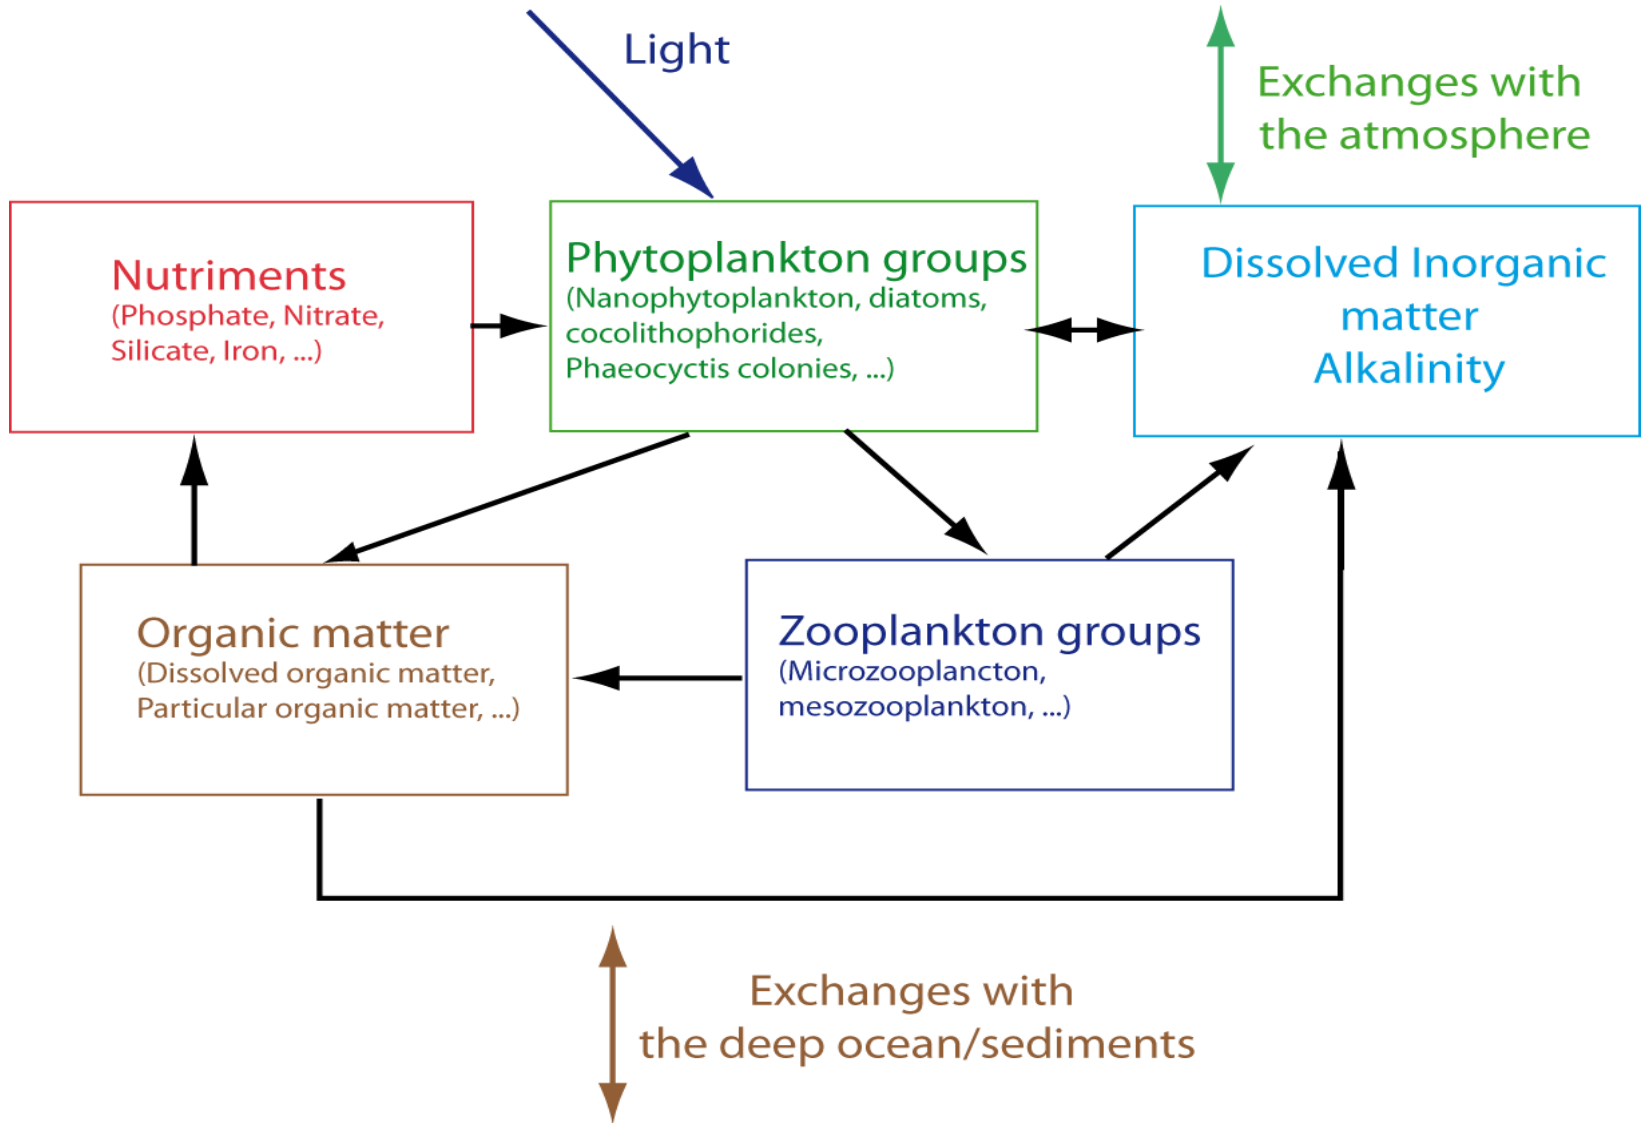 Light
Exchanges with
the atmosphere
Nutriments
(Phosphate, Nitrate,
Silicate, Iron, ...)
Phytoplankton groups
(Nanophytoplankton, diatoms,
cocolithophorides,
Phaeocyctis colonies, ...)
Dissolved Inorganic
matter
Alkalinity
Organic matter
(Dissolved organic matter,
Particular organic matter, ...)
Zooplankton groups
(Microzooplancton,
mesozooplankton, ...)
Exchanges with
the deep ocean/sediments